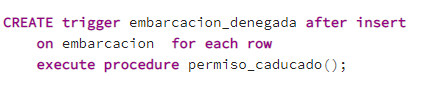 CREATE trigger embarcacion_denegada after insert
on embarcacion for each row
execute procedure permiso_caducado();